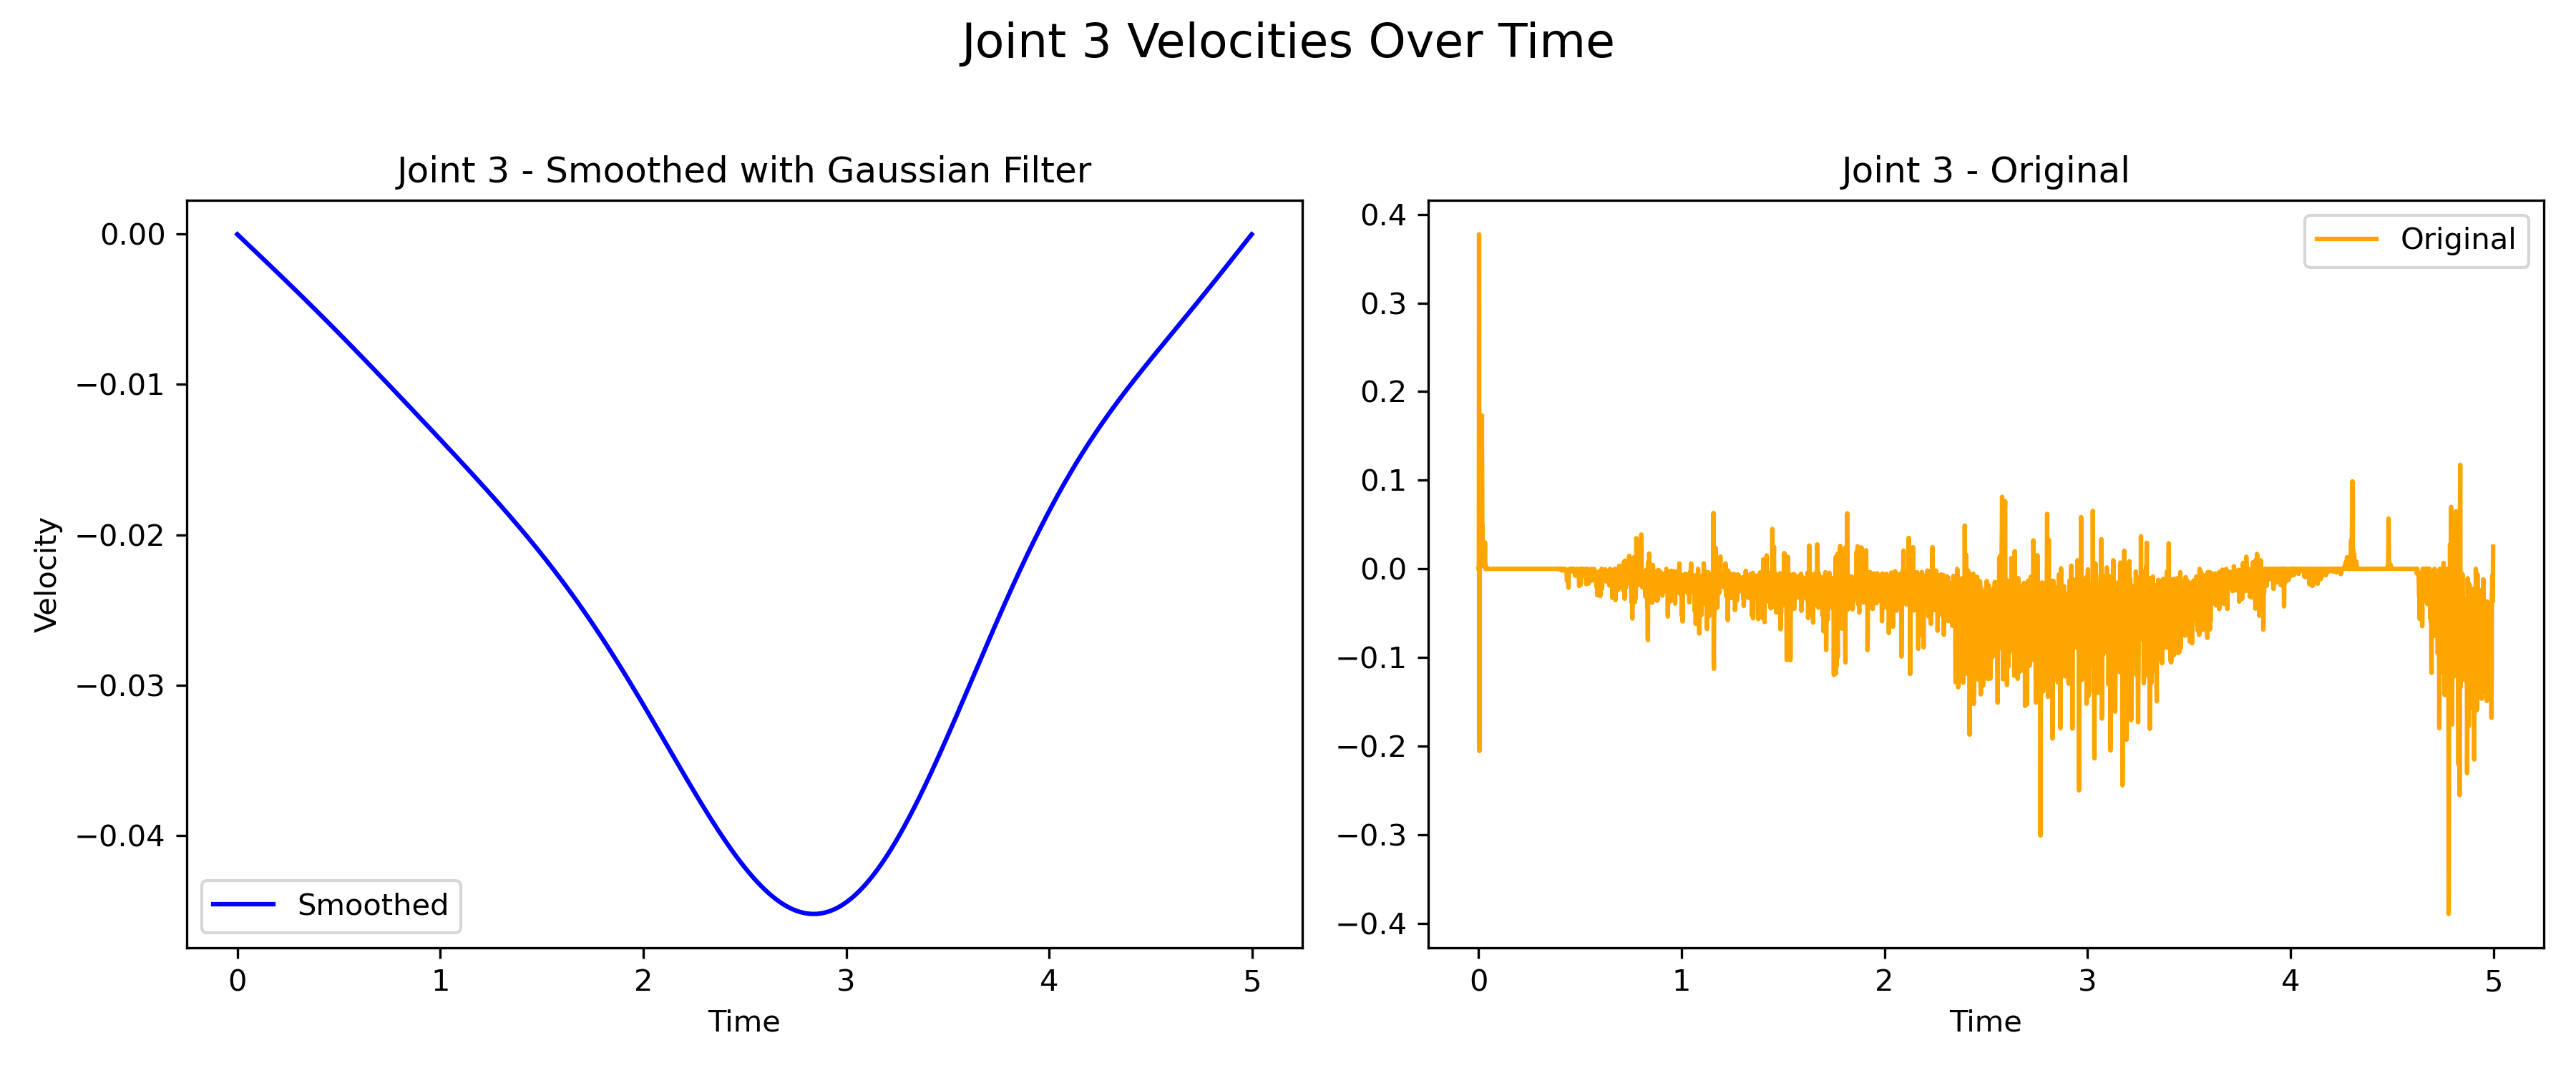 Joint 3 Velocities Over Time
Joint 3 - Smoothed with Gaussian Filter
0.00
−0.01
−0.02
−0.03
−0.04
Velocity
Smoothed
0 1 2 3 4 5
Time
Joint 3 - Original
0.4
0.3
0.2
0.1
0.0
−0.1
−0.2
−0.3
−0.4
Original
0 1 2 3 4 5
Time